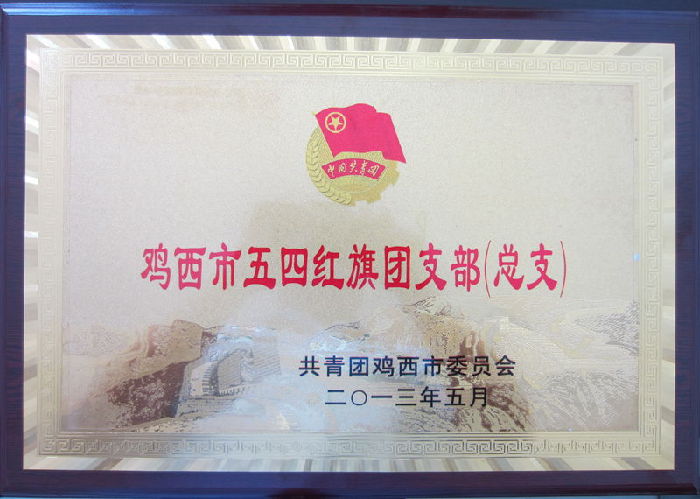 中国共青团
鸡西市五四红旗团支部(总支)
共青团鸡西市委员会
二〇一三年五月